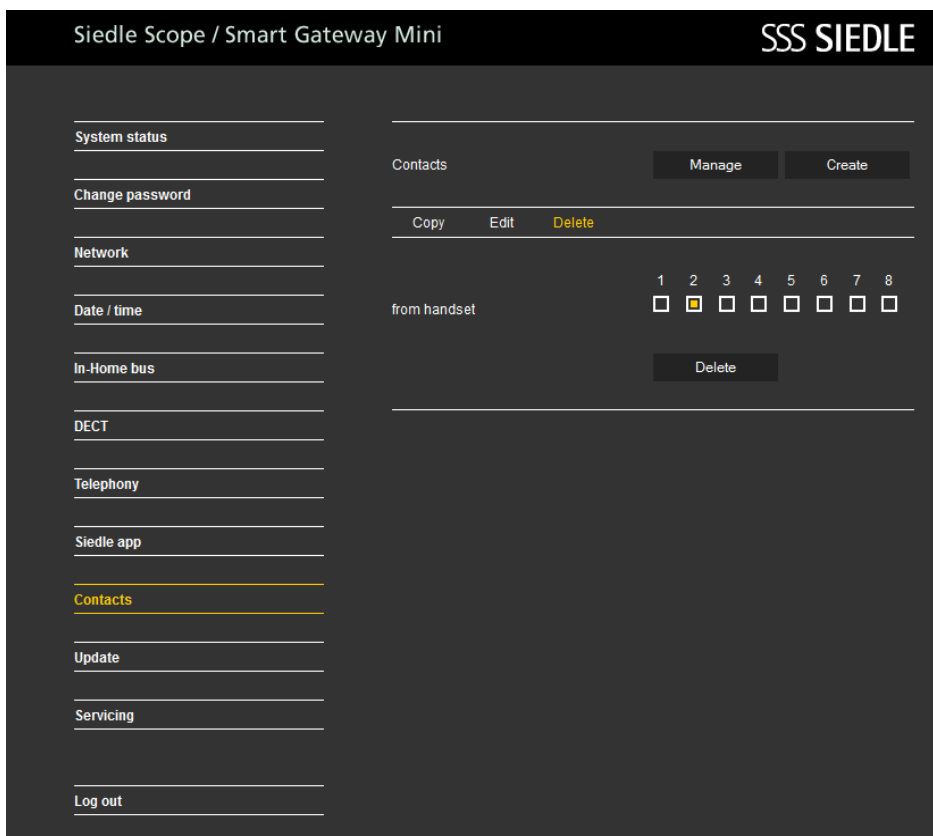 Siedle Scope / Smart Gateway Mini
SSS SIEDLE
System status
Change password
Network
Date / time
In-Home bus
DECT
Telephony
Siedle app
Contacts
Update
Servicing
Log out
Contacts Manage Create
Copy Edit Delete
1 2 3 4 5 6 7 8
from handset
Delete